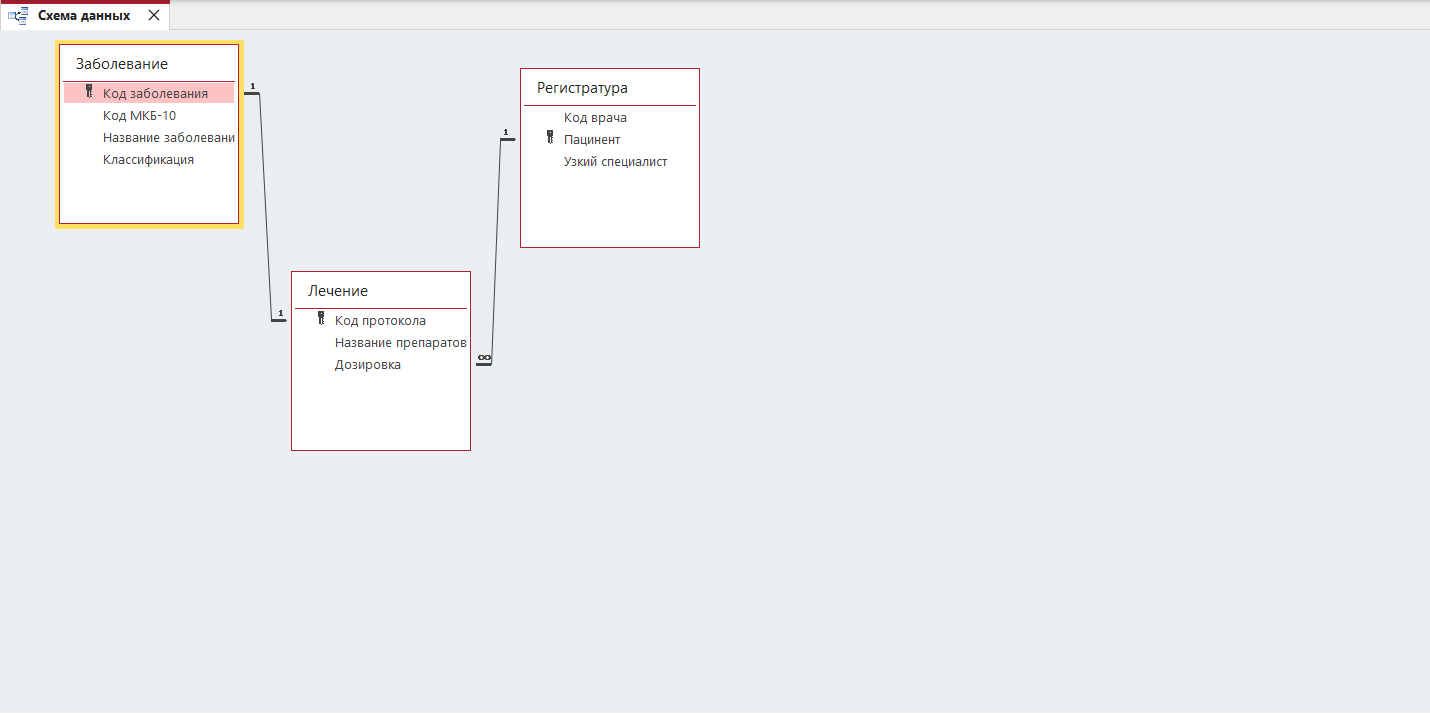 Схема данных
Заболевание
Код заболевания
Код МКБ-10
Название заболевани
Классификация
1
1
Регистратура
Код врача
Пацинент
Узкий специалист
1
Лечение
Код протокола
Название препаратов
Дозировка
∞